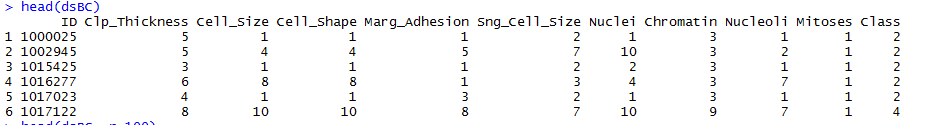 > head(dsBC)
ID Clp_Thickness Cell_Size Cell_Shape Marg_Adhesion Sng_Cell_Size Nuclei Chromatin Nucleoli Mitoses Class
1 1000025 5 1 1 1 2 1 3 1 1 2
2 1002945 5 4 4 5 7 10 3 2 1 2
3 1015425 3 1 1 1 2 2 3 1 1 2
4 1016277 6 8 8 1 3 4 3 7 1 2
5 1017023 4 1 1 3 2 1 3 1 1 2
6 1017122 8 10 10 8 7 10 9 7 1 4